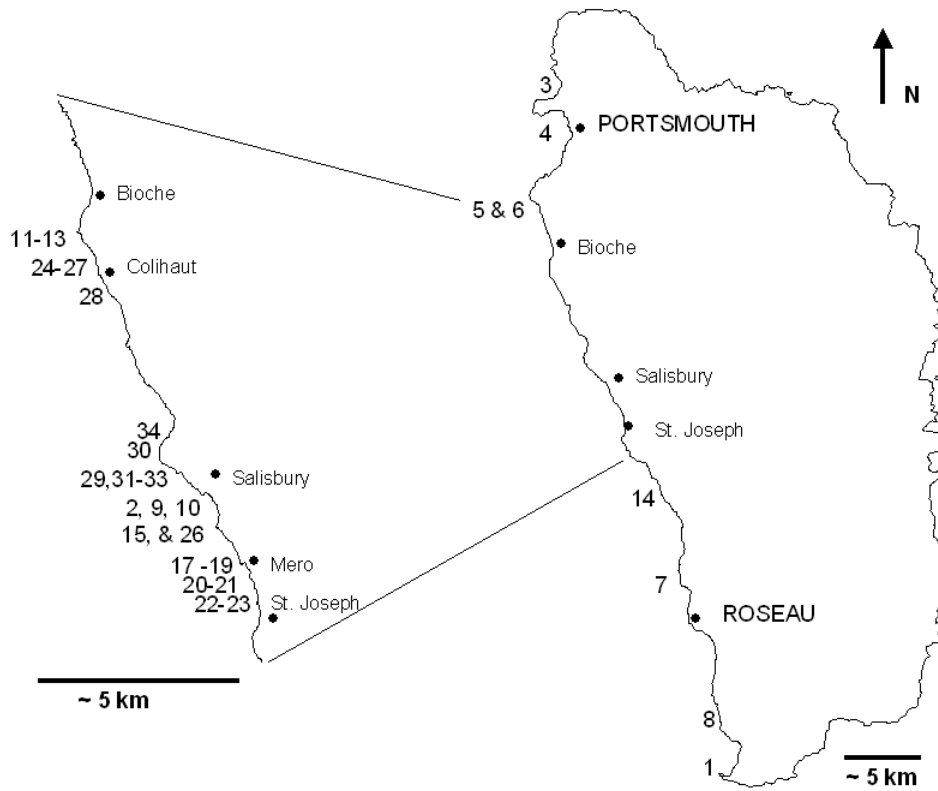 3
N
4
PORTSMOUTH
Bioche
5 & 6
11-13
Bioche
24-27
Colihaut
28
Salisbury
34
St. Joseph
30
29,31-33
Salisbury
14
2, 9, 10
15, & 26
17 -19
Mero
20-21
22-23
St. Joseph
7
ROSEAU
~ 5 km
8
1
~ 5 km